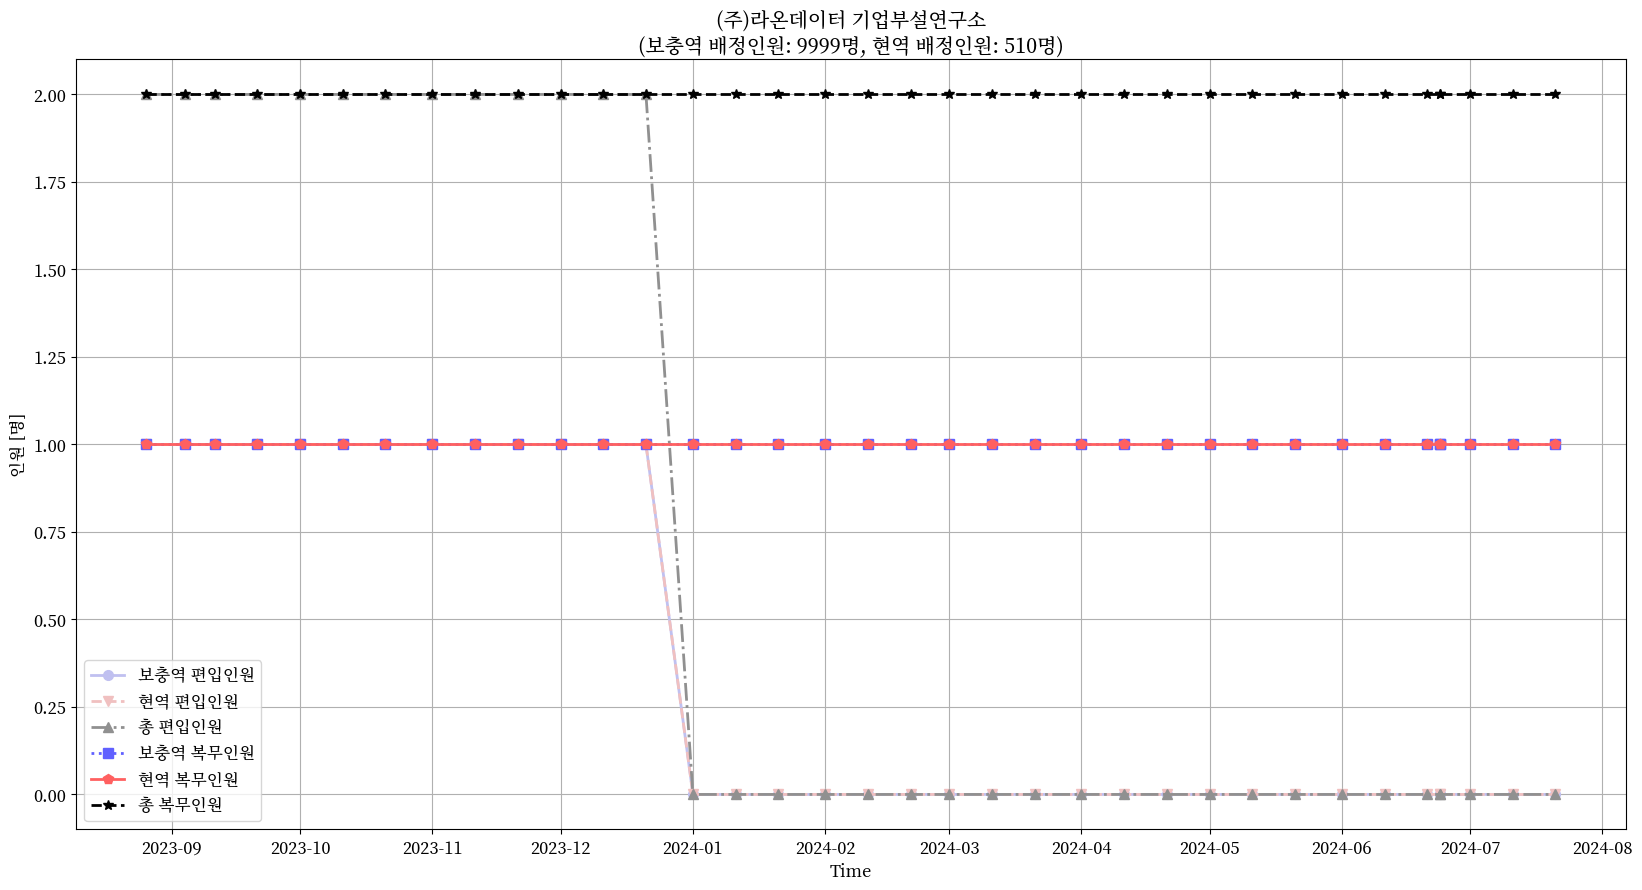 (주)라온데이터 기업부설연구소
(보충역 배정인원: 9999명, 현역 배정인원: 510명)
2.00
1.75
1.50
1.25
1.00
0.75
0.50
0.25
0.00
인원 [명]
보충역 편입인원
현역 편입인원
총 편입인원
보충역 복무인원
현역 복무인원
총 복무인원
2023-09 2023-10 2023-11 2023-12 2024-01 2024-02 2024-03 2024-04 2024-05 2024-06 2024-07 2024-08
Time